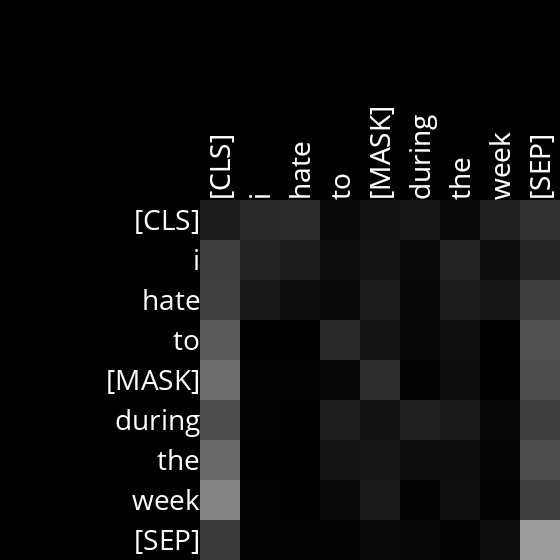 [CLS] i hate to [MASK] during the week [SEP]
[CLS]
i
hate
to
[MASK]
during
the
week
[SEP]